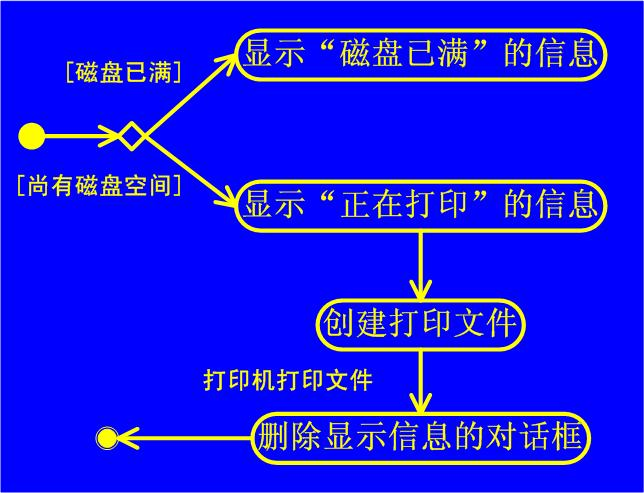 显示“磁盘已满”的信息
[磁盘已满]
[尚有磁盘空间]
显示“正在打印”的信息
创建打印文件
打印机打印文件
删除显示信息的对话框